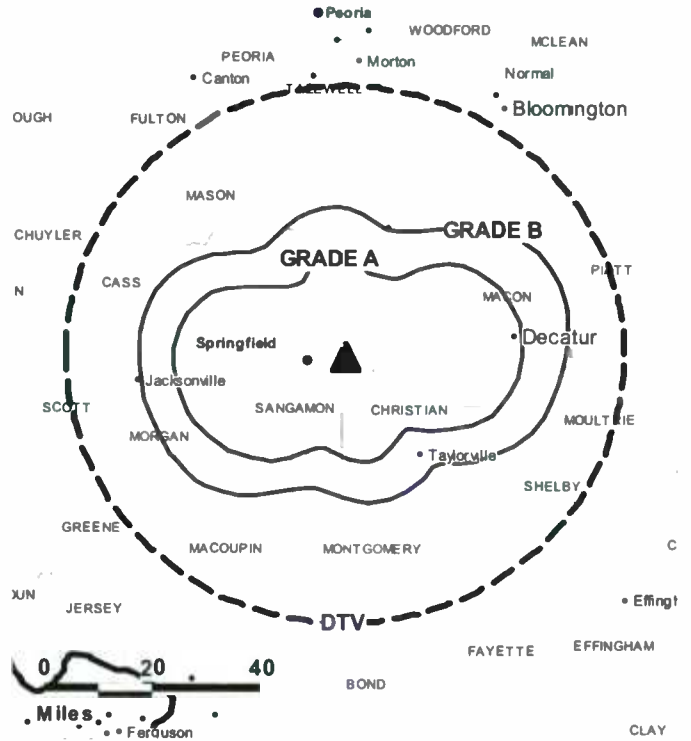 Peoria
WOODFORD
MCLEAN
PEORIA
Morton
Normal
Canton
TAZEWELL
Bloomington
OUGH
FULTON
MASON
CHUYLER
GRADE B
GRADE A
PIATT
CASS
N
MACON
Springfield
Decatur
Jacksonville
SCOTT
SANGAMON
CHRISTIAN
MOULTRIE
MORGAN
Taylorville
SHELBY
GREENE
MACOUPIN
MONTGOMERY
C
Effingt
JERSEY
DTV
EFFINGHAM
FAYETTE
0 20 40
BOND
Miles
Ferguson
CLAY